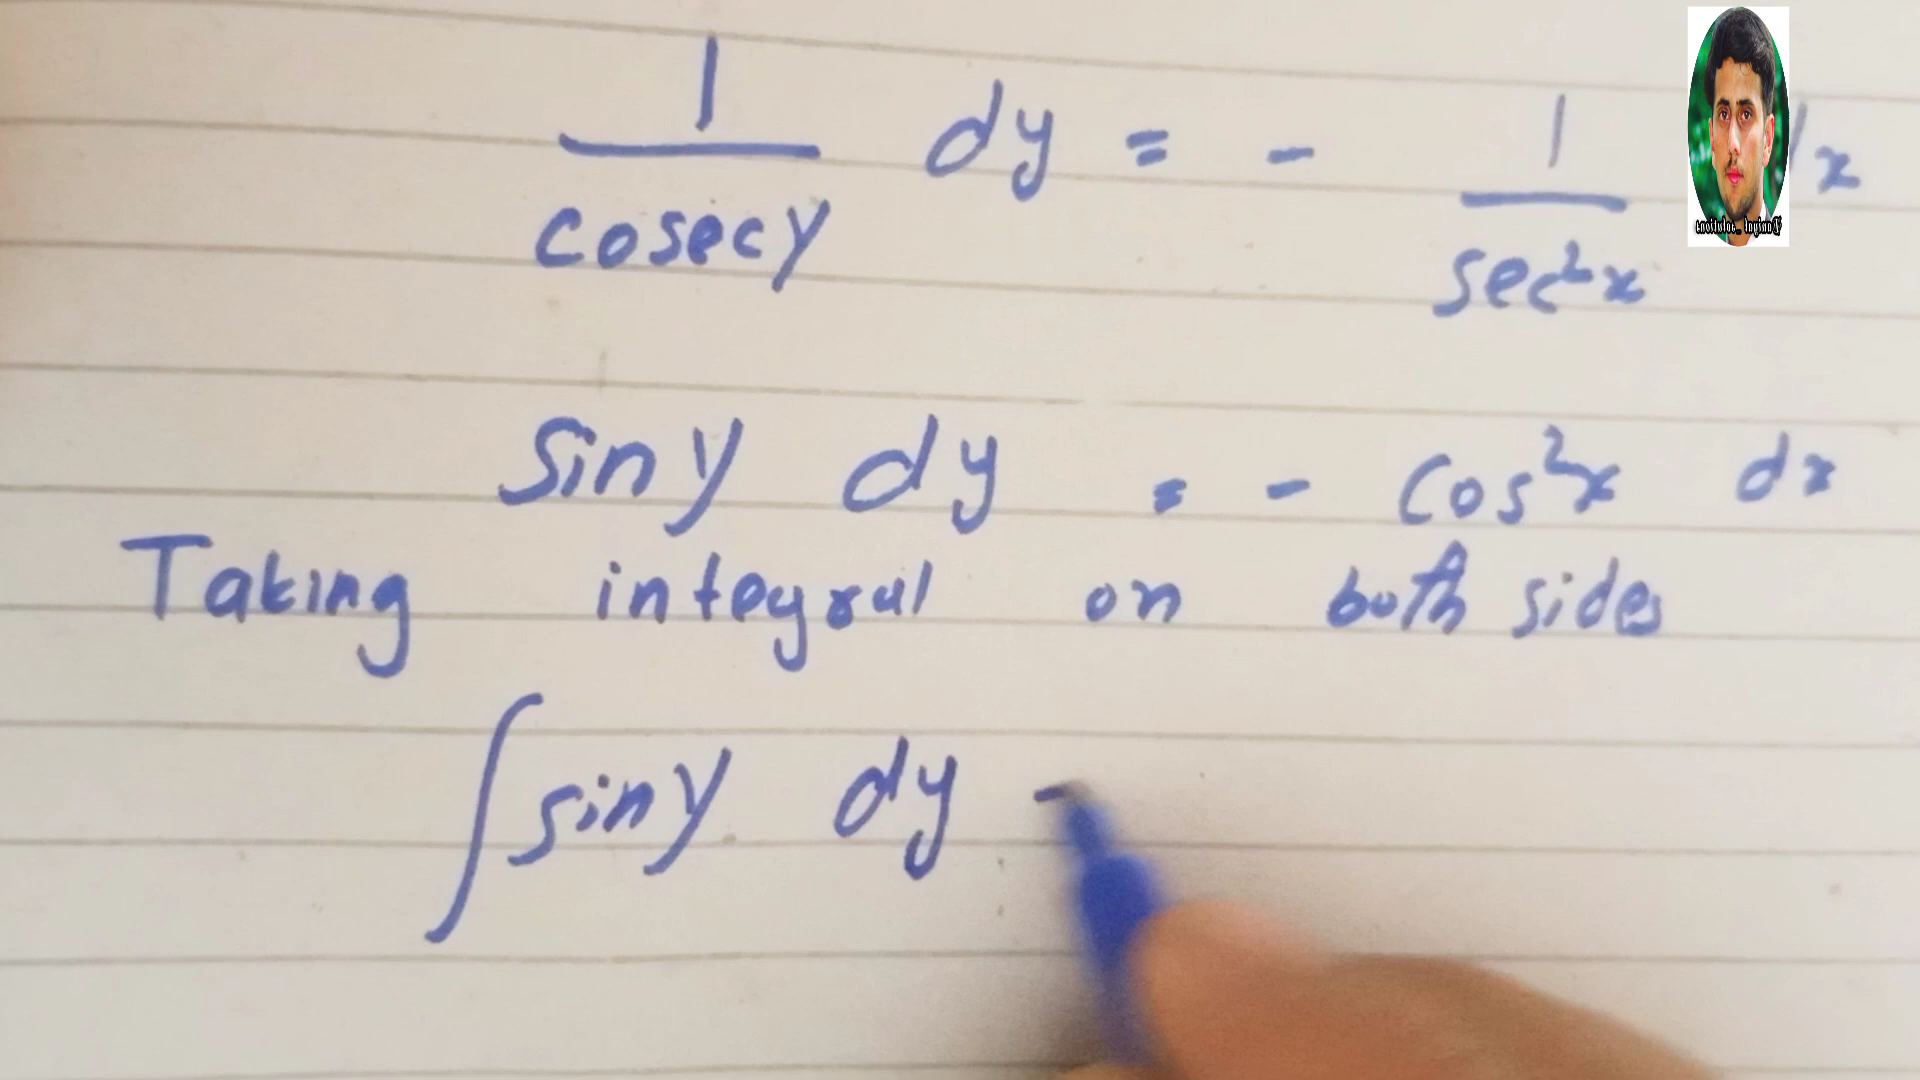 1 / cosecy dy = - 1 / sec²x dx
Siny dy = - Cos²x dx
Taking integral on both sides
∫ siny dy -